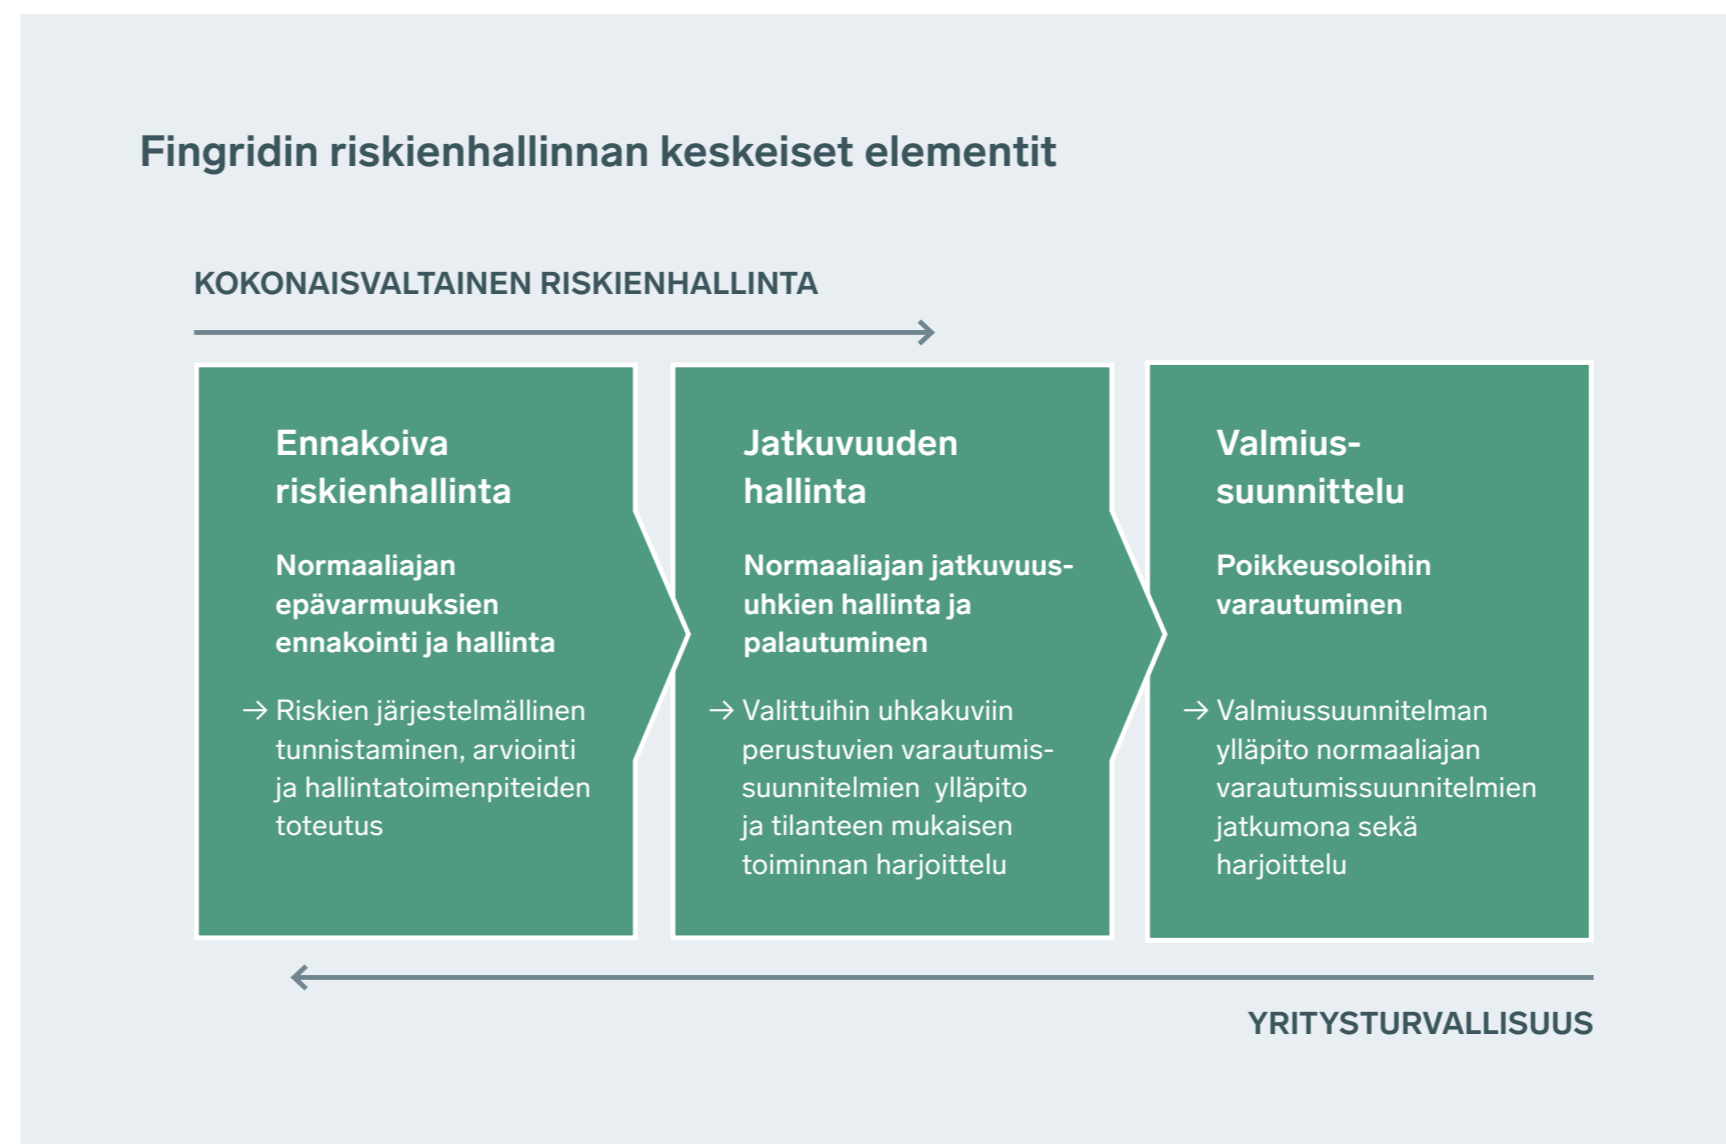 Fingridin riskienhallinnan keskeiset elementit
KOKONAISVALTAINEN RISKIENHALLINTA
Ennakoiva
riskienhallinta
Normaaliajan
epävarmuuksien
ennakointi ja hallinta
→ Riskien järjestelmällinen
tunnistaminen, arviointi
ja hallintatoimenpiteiden
toteutus
Jatkuvuuden
hallinta
Normaaliajan jatkuvuus-
uhkien hallinta ja
palautuminen
→ Valittuihin uhkakuviin
perustuvien varautumis-
suunnitelmien ylläpito
ja tilanteen mukaisen
toiminnan harjoittelu
Valmius-
suunnittelu
Poikkeusoloihin
varautuminen
→ Valmiussuunnitelman
ylläpito normaaliajan
varautumissuunnitelmien
jatkumona sekä
harjoittelu
YRITYSTURVALLISUUS